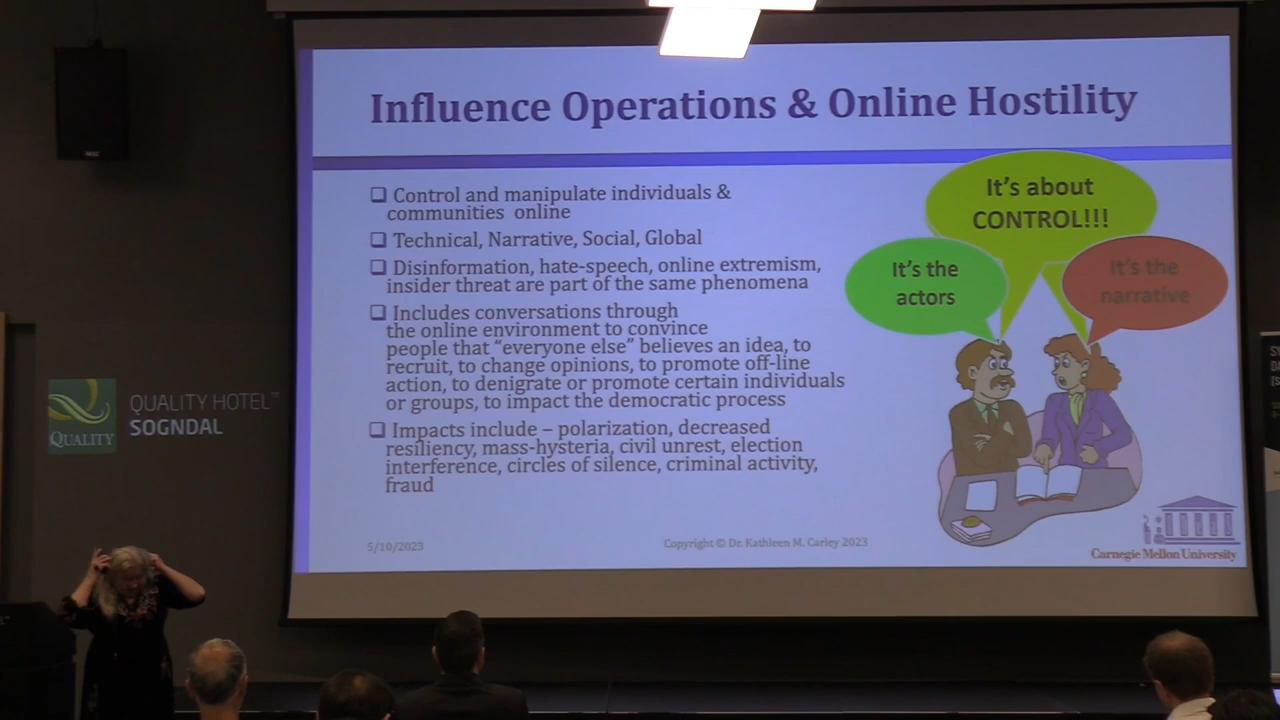 Influence Operations & Online Hostility
❑ Control and manipulate individuals &
communities online
❑ Technical, Narrative, Social, Global
❑ Disinformation, hate-speech, online extremism,
insider threat are part of the same phenomena
❑ Includes conversations through
the online environment to convince
people that “everyone else” believes an idea, to
recruit, to change opinions, to promote off-line
action, to denigrate or promote certain individuals
or groups, to impact the democratic process
❑ Impacts include – polarization, decreased
resiliency, mass-hysteria, civil unrest, election
interference, circles of silence, criminal activity,
fraud
It’s about
CONTROL!!!
It’s the
actors
It’s the
narrative
5/10/2023
Copyright © Dr. Kathleen M. Carley 2023
Carnegie Mellon University
QUALITY
QUALITY HOTEL™
SOGNDAL